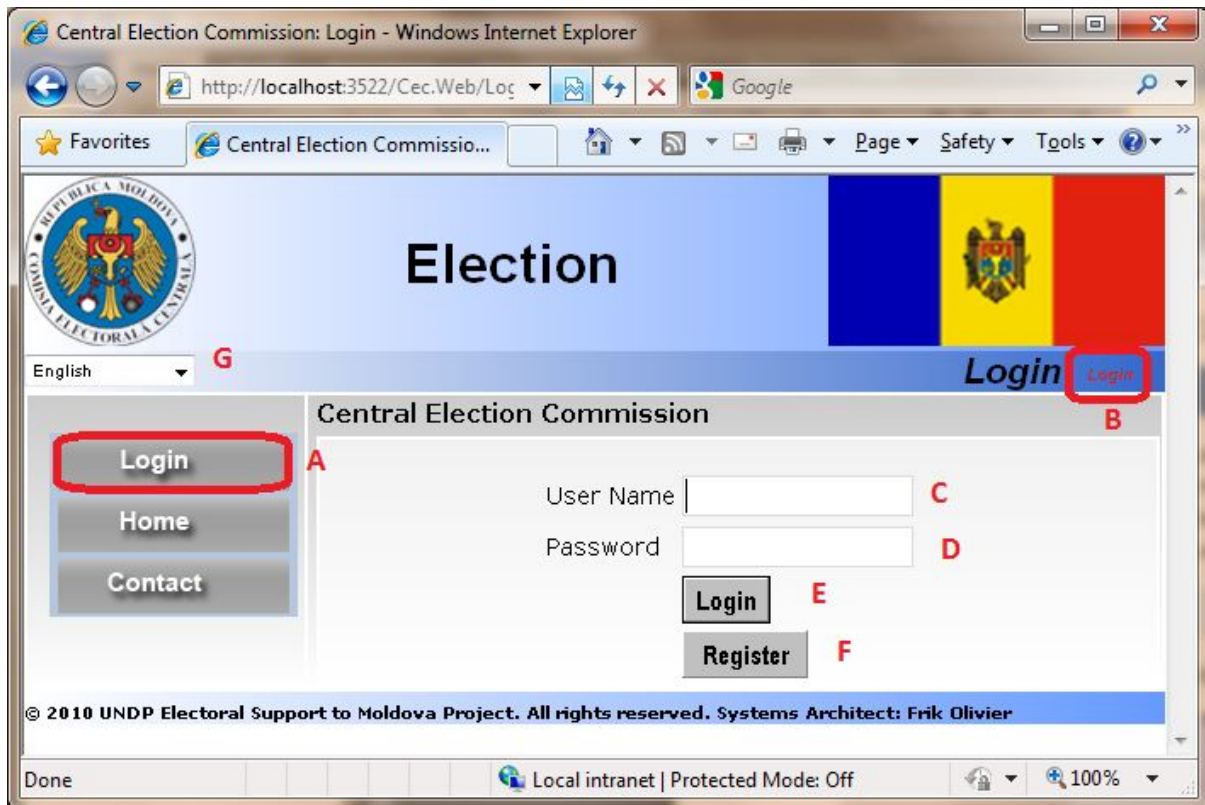 Central Election Commission: Login - Windows Internet Explorer
http://localhost:3522/Cec.Web/Log
Google
Favorites
Central Election Commissio...
Page
Safety
Tools
REPUBLICA MOLDOVA
COMISIA ELECTORALĂ CENTRALĂ
Election
English
G
Login
Login
B
Central Election Commission
Login
A
Home
Contact
User Name
C
Password
D
Login
E
Register
F
© 2010 UNDP Electoral Support to Moldova Project. All rights reserved. Systems Architect: Frik Olivier
Done
Local intranet | Protected Mode: Off
100%